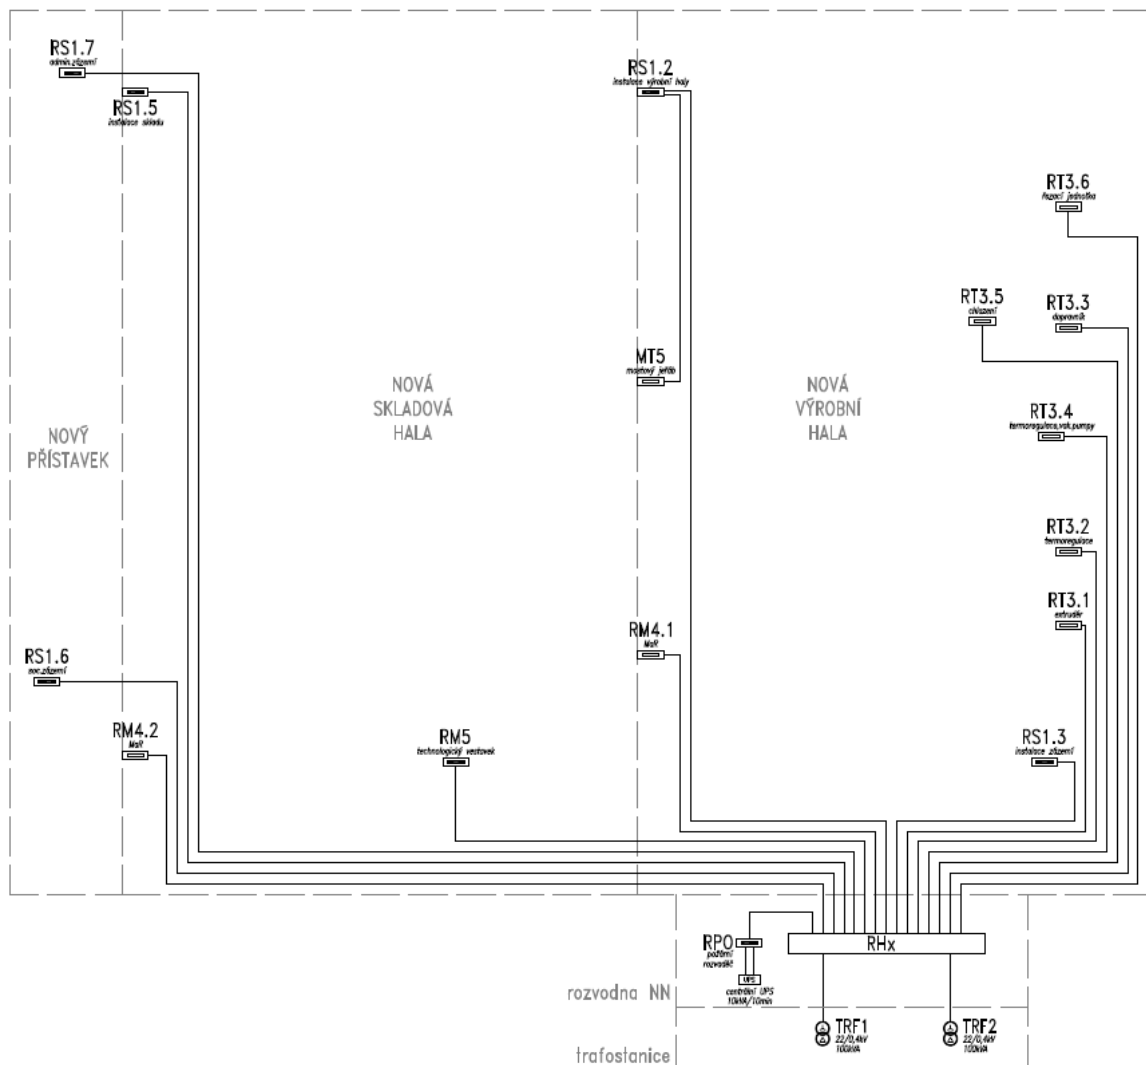 RS1.7
admin.zázemí
RS1.5
instalace skladu
RS1.2
instalace výrobní haly
RT3.6
řezací jednotka
RT3.5
chlazení
RT3.3
dopravník
MT5
mostový jeřáb
NOVÁ
SKLADOVÁ
HALA
NOVÁ
VÝROBNÍ
HALA
RT3.4
termoregulace,vak.pumpy
NOVÝ
PŘÍSTAVEK
RT3.2
termoregulace
RT3.1
extrudér
RM4.1
MaR
RS1.6
soc.zázemí
RM4.2
MaR
RM5
technologický vestavek
RS1.3
instalace zázemí
RPO
požární
rozvaděč
RHx
UPS
centrální UPS
10kVA/10min
rozvodna NN
TRF1
22/0,4kV
100kVA
TRF2
22/0,4kV
100kVA
trafostanice